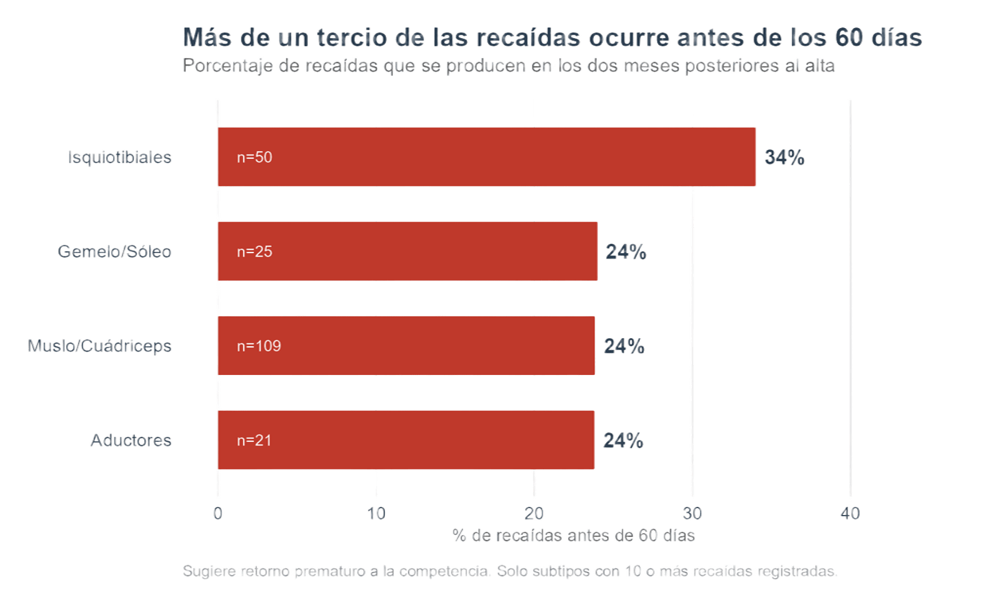 Más de un tercio de las recaídas ocurre antes de los 60 días
Porcentaje de recaídas que se producen en los dos meses posteriores al alta
Isquiotibiales
n=50
34%
Gemelo/Sóleo
n=25
24%
Muslo/Cuádriceps
n=109
24%
Aductores
n=21
24%
0
10
20
30
40
% de recaídas antes de 60 días
Sugiere retorno prematuro a la competencia. Solo subtipos con 10 o más recaídas registradas.